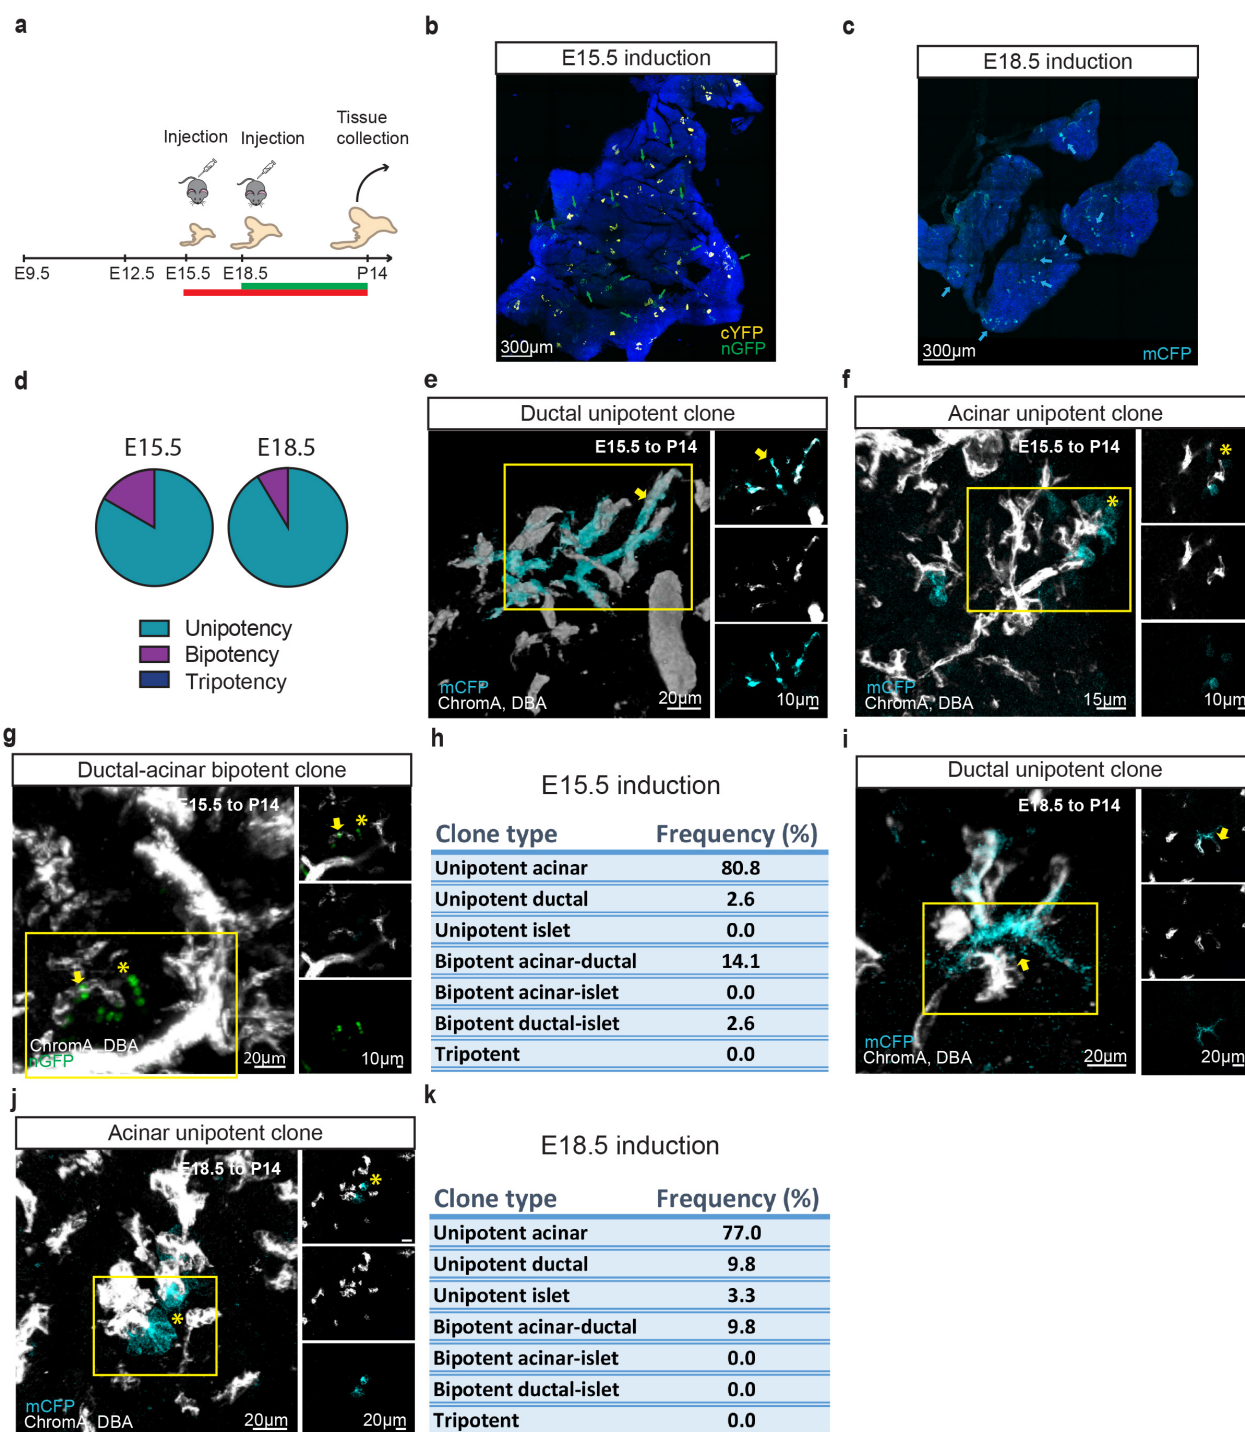 a
Injection
Injection
Tissue
collection
E9.5
E12.5
E15.5
E18.5
P14
b
E15.5 induction
cYFP
nGFP
300µm
c
E18.5 induction
300µm
mCFP
d
E15.5
E18.5
Unipotency
Bipotency
Tripotency
e
Ductal unipotent clone
E15.5 to P14
mCFP
ChromA, DBA
20µm
10µm
f
Acinar unipotent clone
E15.5 to P14
*
*
mCFP
ChromA, DBA
15µm
10µm
g
Ductal-acinar bipotent clone
E15.5 to P14
*
*
ChromA, DBA
nGFP
20µm
10µm
h
E15.5 induction
Clone type Frequency (%)
Unipotent acinar 80.8
Unipotent ductal 2.6
Unipotent islet 0.0
Bipotent acinar-ductal 14.1
Bipotent acinar-islet 0.0
Bipotent ductal-islet 2.6
Tripotent 0.0
i
Ductal unipotent clone
E18.5 to P14
mCFP
ChromA, DBA
20µm
20µm
j
Acinar unipotent clone
E18.5 to P14
*
*
mCFP
ChromA, DBA
20µm
20µm
k
E18.5 induction
Clone type Frequency (%)
Unipotent acinar 77.0
Unipotent ductal 9.8
Unipotent islet 3.3
Bipotent acinar-ductal 9.8
Bipotent acinar-islet 0.0
Bipotent ductal-islet 0.0
Tripotent 0.0